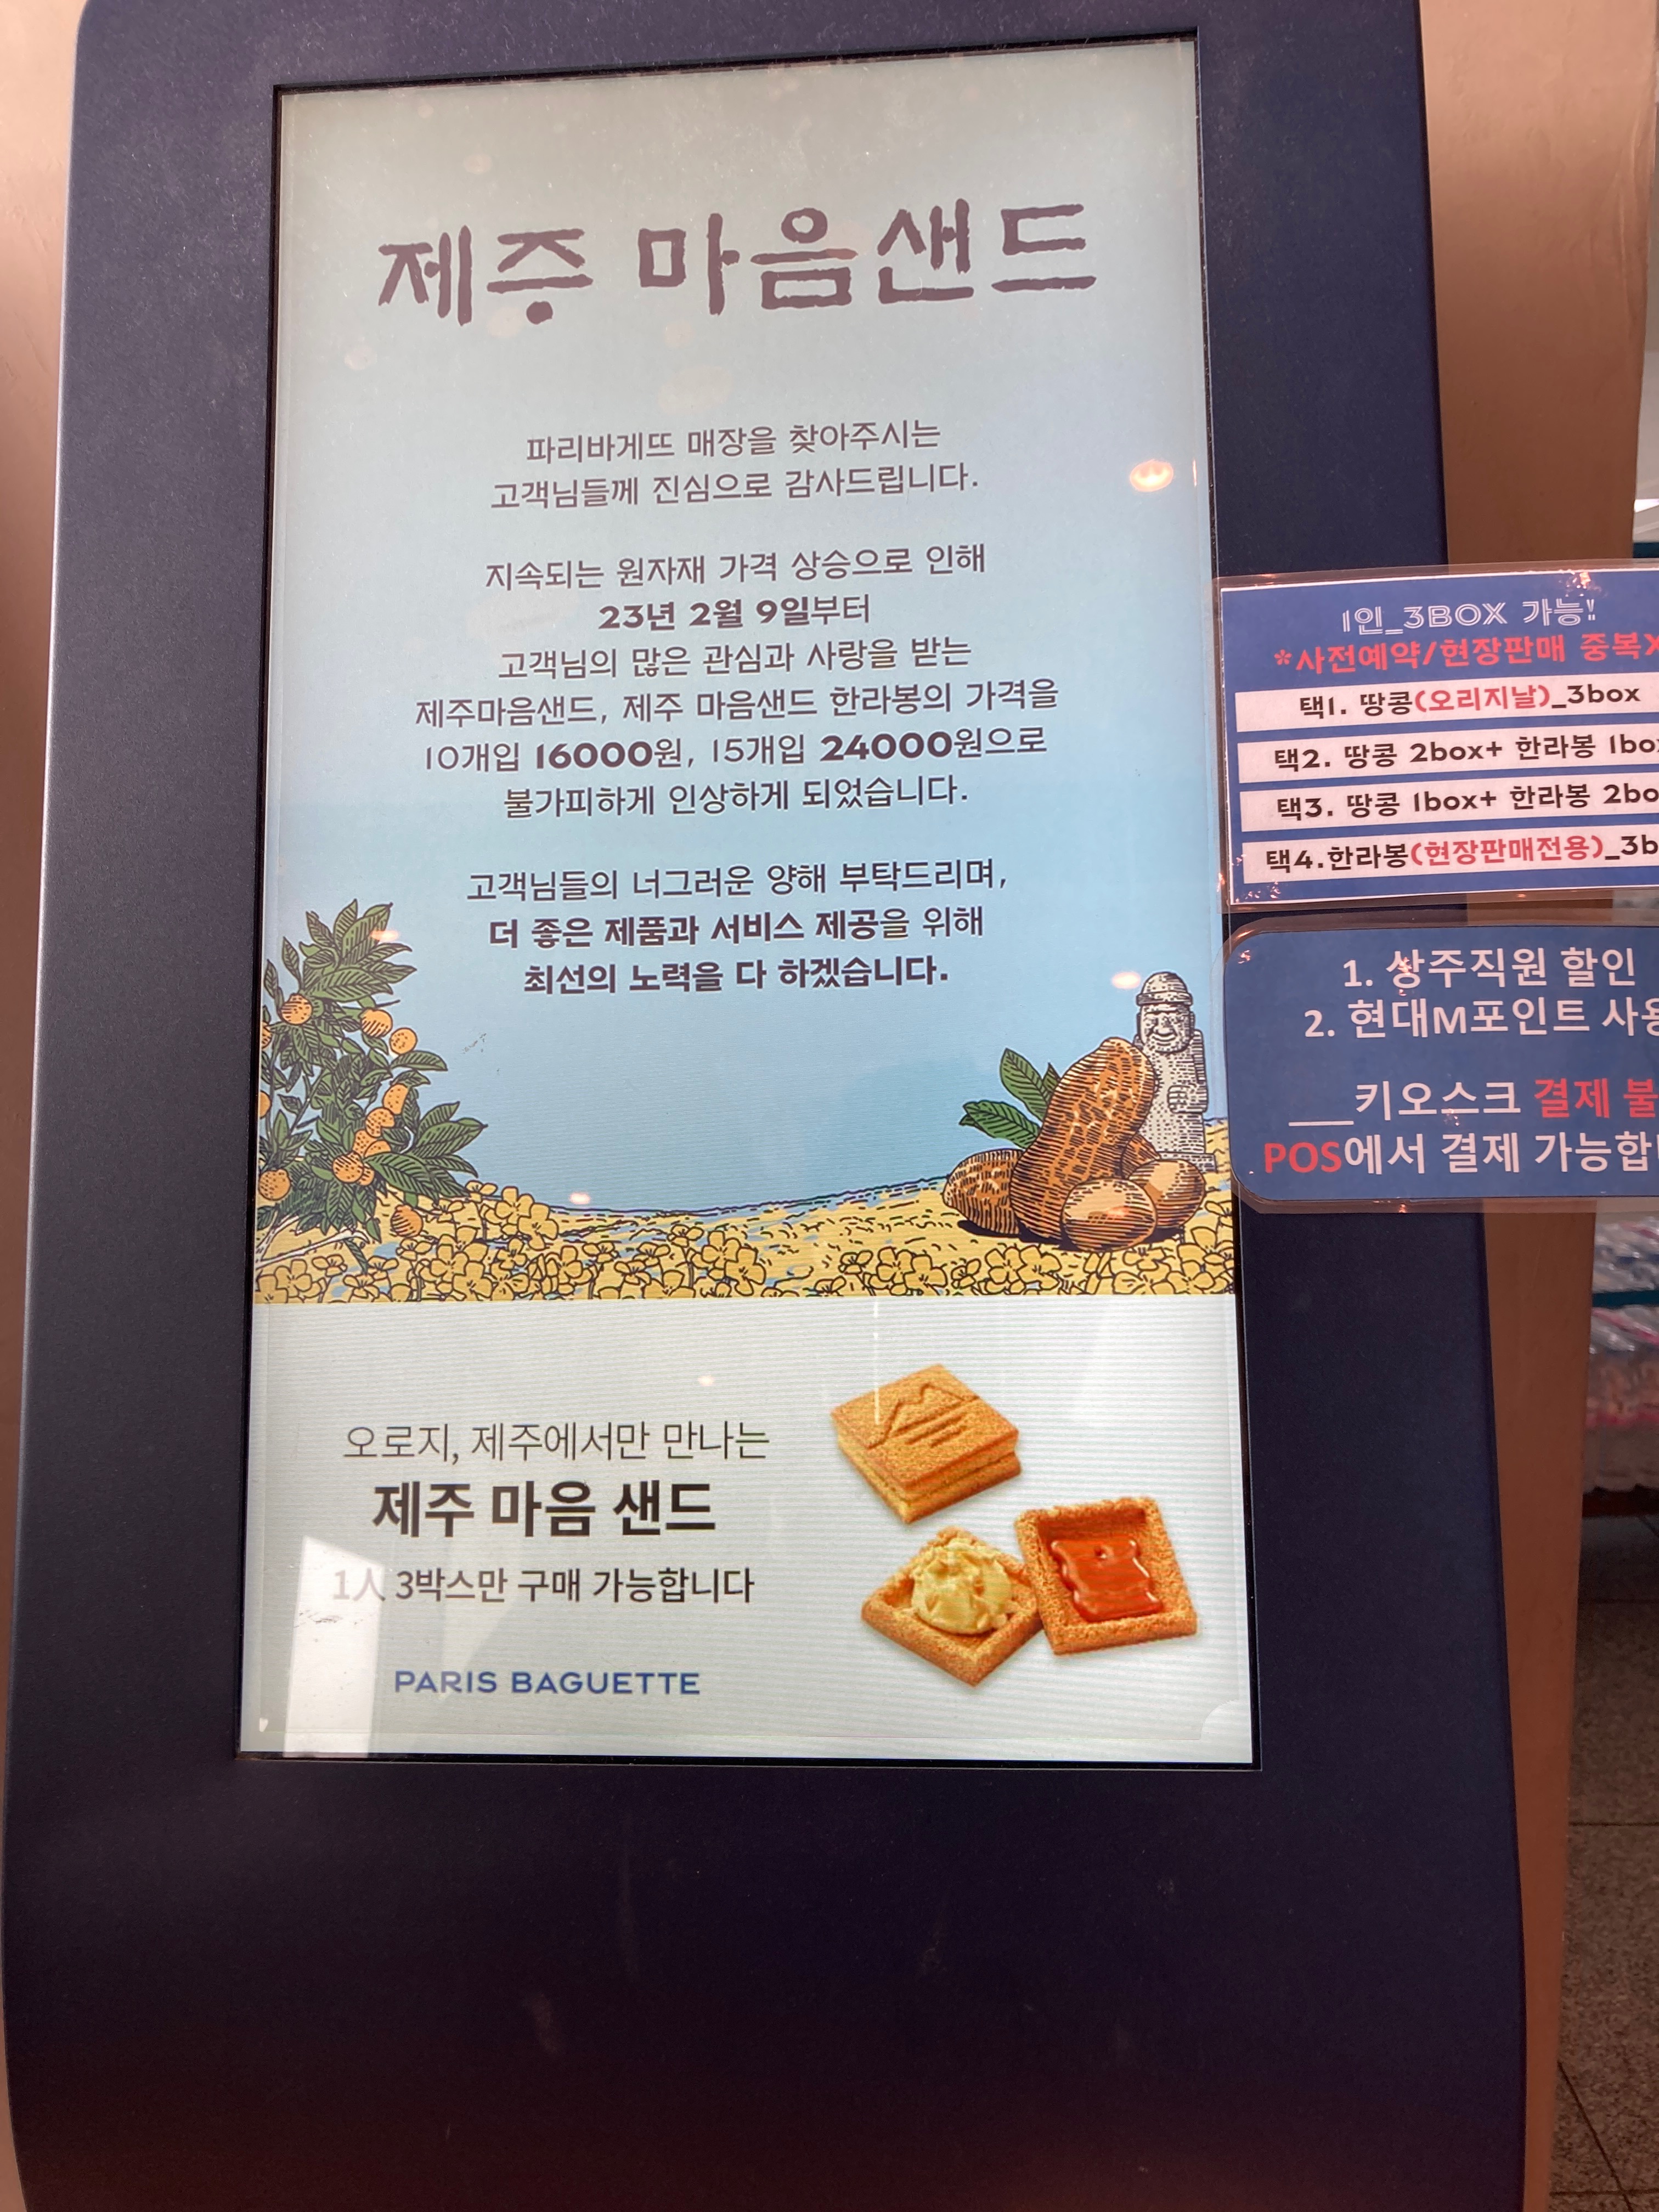 제주 마음샌드
파리바게뜨 매장을 찾아주시는
고객님들께 진심으로 감사드립니다.
지속되는 원자재 가격 상승으로 인해
23년 2월 9일부터
고객님의 많은 관심과 사랑을 받는
제주마음샌드, 제주 마음샌드 한라봉의 가격을
10개입 16000원, 15개입 24000원으로
불가피하게 인상하게 되었습니다.
고객님들의 너그러운 양해 부탁드리며,
더 좋은 제품과 서비스 제공을 위해
최선의 노력을 다 하겠습니다.
오로지, 제주에서만 만나는
제주 마음 샌드
1人 3박스만 구매 가능합니다
PARIS BAGUETTE
1인_3BOX 가능!
*사전예약/현장판매 중복X
택1. 땅콩(오리지날)_3box
택2. 땅콩 2box+ 한라봉
택3. 땅콩 1box+ 한라봉
택4.한라봉(현장판매전용)
1. 상주직원 할인
2. 현대M포인트
___키오스크 결제
POS에서 결제